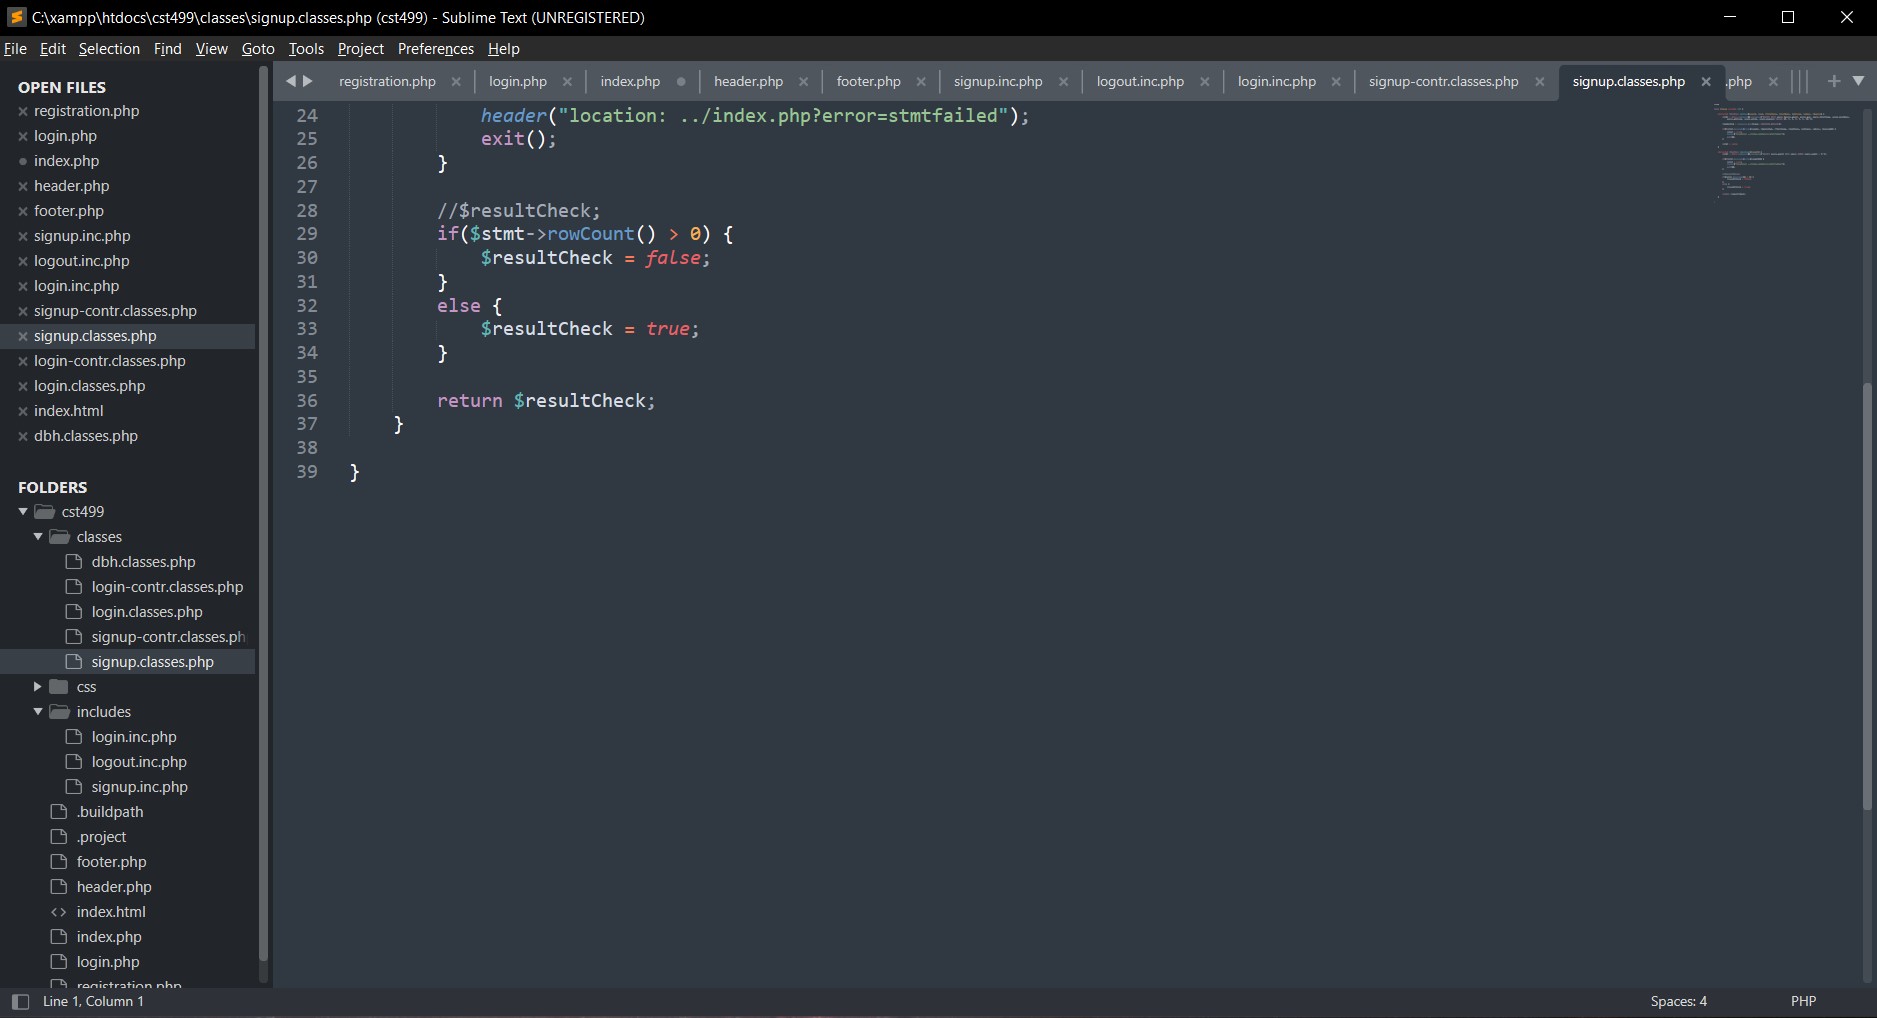 C:\xampp\htdocs\cst499\classes\signup.classes.php (cst499) - Sublime Text (UNREGISTERED)
File Edit Selection Find View Goto Tools Project Preferences Help
OPEN FILES
registration.php
login.php
index.php
header.php
footer.php
signup.inc.php
logout.inc.php
login.inc.php
signup-contr.classes.php
signup.classes.php
login-contr.classes.php
login.classes.php
index.html
dbh.classes.php
FOLDERS
cst499
classes
dbh.classes.php
login-contr.classes.php
login.classes.php
signup-contr.classes.ph
signup.classes.php
css
includes
login.inc.php
logout.inc.php
signup.inc.php
.buildpath
.project
footer.php
header.php
index.html
index.php
login.php
registration.php
registration.php login.php index.php header.php footer.php signup.inc.php logout.inc.php login.inc.php signup-contr.classes.php signup.classes.php .php
24 header("location: ../index.php?error=stmtfailed");
25 exit();
26 }
27
28 //$resultCheck;
29 if($stmt->rowCount() > 0) {
30 $resultCheck = false;
31 }
32 else {
33 $resultCheck = true;
34 }
35
36 return $resultCheck;
37 }
38
39 }
Line 1, Column 1
Spaces: 4
PHP